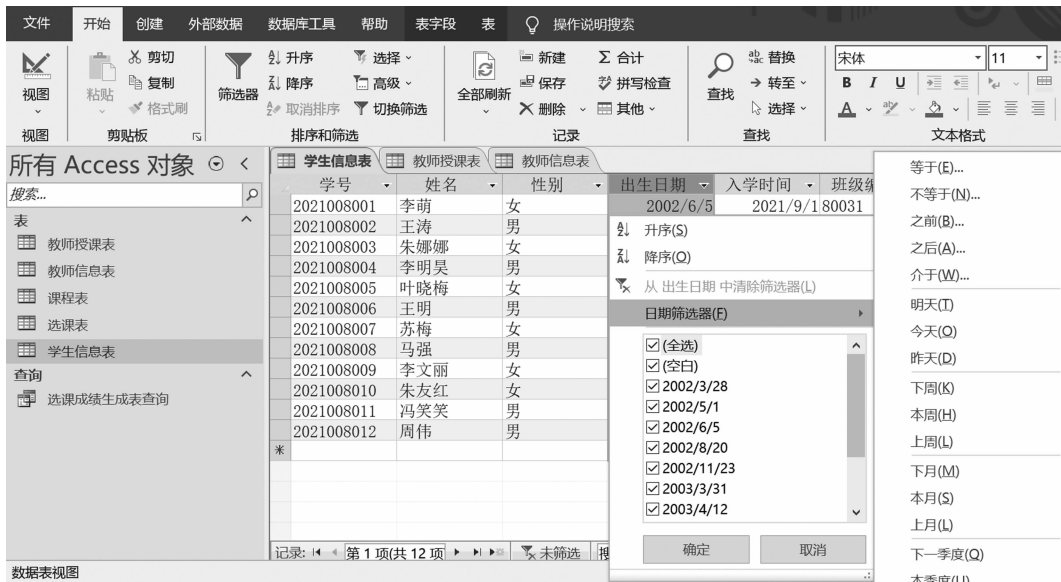 文件 开始 创建 外部数据 数据库工具 帮助 表字段 表 操作说明搜索
视图
粘贴
剪切
复制
格式刷
筛选器
升序
降序
取消排序
选择
高级
切换筛选
全部刷新
新建
保存
删除
Σ 合计
拼写检查
其他
查找
替换
转至
选择
宋体 11
B I U
A
视图 剪贴板 排序和筛选 记录 查找 文本格式
所有 Access 对象
搜索...
表
教师授课表
教师信息表
课程表
选课表
学生信息表
查询
选课成绩生成表查询
学生信息表 教师授课表 教师信息表
学号 姓名 性别 出生日期 入学时间 班级编
2021008001 李萌 女 2002/6/5 2021/9/1 80031
2021008002 王涛 男
2021008003 朱娜娜 女
2021008004 李明昊 男
2021008005 叶晓梅 女
2021008006 王明 男
2021008007 苏梅 女
2021008008 马强 男
2021008009 李文丽 女
2021008010 朱友红 女
2021008011 冯笑笑 男
2021008012 周伟 男
升序(S)
降序(O)
从 出生日期 中清除筛选器(L)
日期筛选器(F)
(全选)
(空白)
2002/3/28
2002/5/1
2002/6/5
2002/8/20
2002/11/23
2003/3/31
2003/4/12
确定 取消
等于(E)...
不等于(N)...
之前(B)...
之后(A)...
介于(W)...
明天(T)
今天(O)
昨天(D)
下周(K)
本周(H)
上周(L)
下月(M)
本月(S)
上月(L)
下一季度(Q)
本季度(U)
记录: 第 1 项(共 12 项 未筛选 搜
数据表视图